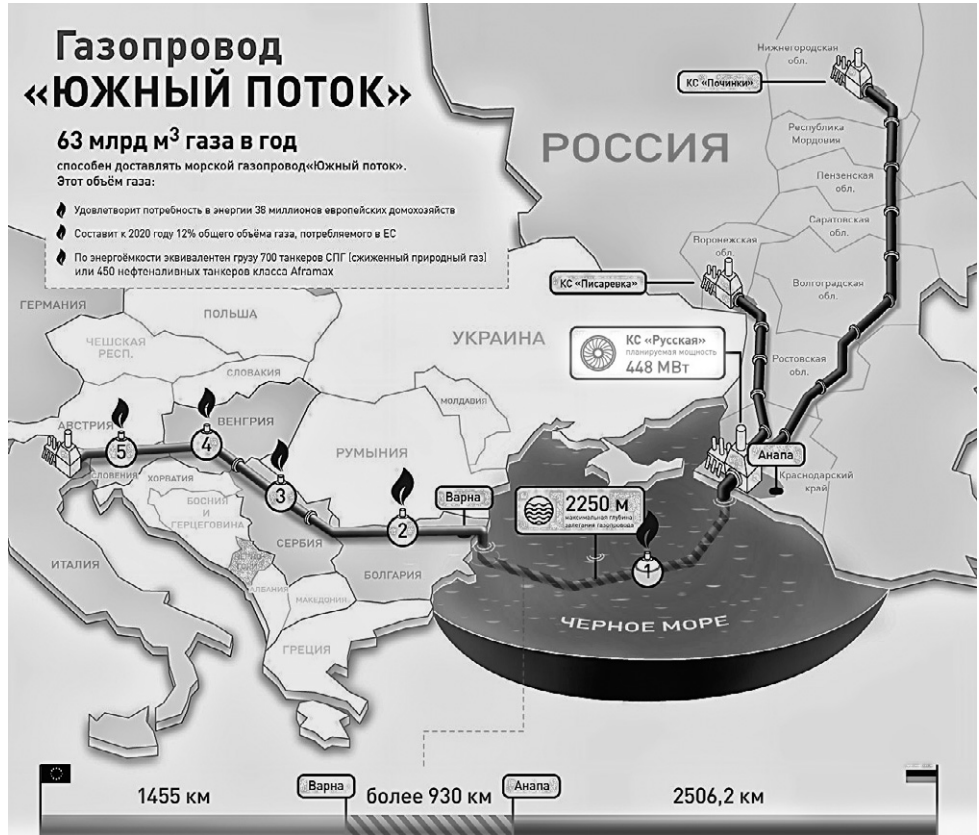 Газопровод
«ЮЖНЫЙ ПОТОК»
63 млрд м³ газа в год
способен доставлять морской газопровод«Южный поток».
Этот объём газа:
Удовлетворит потребность в энергии 38 миллионов европейских домохозяйств
Составит к 2020 году 12% общего объёма газа, потребляемого в ЕС
По энергоёмкости эквивалентен грузу 700 танкеров СПГ (сжиженный природный газ)
или 450 нефтеналивных танкеров класса Aframax
Нижегородская
обл.
КС «Починки»
РОССИЯ
Республика
Мордовия
Пензенская
обл.
Саратовская
обл.
Воронежская
обл.
КС «Писаревка»
Волгоградская
обл.
ГЕРМАНИЯ
ПОЛЬША
УКРАИНА
КС «Русская»
планируемая мощность
448 МВт
Ростовская
обл.
ЧЕШСКАЯ
РЕСП.
СЛОВАКИЯ
МОЛДАВИЯ
АВСТРИЯ
ВЕНГРИЯ
5
4
РУМЫНИЯ
Анапа
Краснодарский
край
СЛОВЕНИЯ
ХОРВАТИЯ
3
2
Варна
2250 м
максимальная глубина
залегания газопровода
БОСНИЯ
И
ГЕРЦЕГОВИНА
СЕРБИЯ
ИТАЛИЯ
БОЛГАРИЯ
1
АЛБАНИЯ
МАКЕДОНИЯ
ЧЕРНОЕ МОРЕ
ГРЕЦИЯ
1455 км
Варна
более 930 км
Анапа
2506,2 км